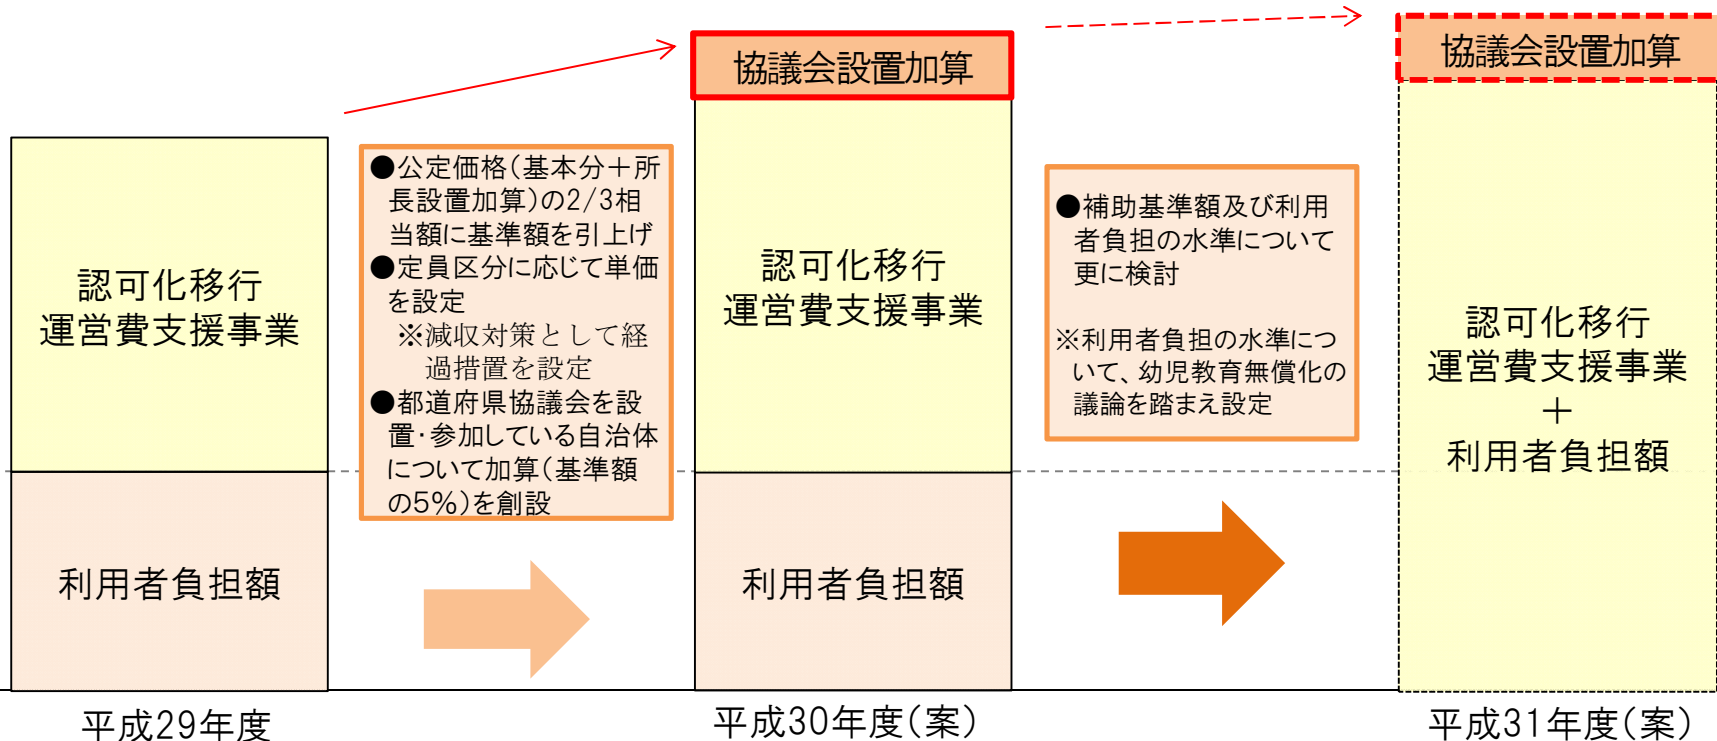 認可化移行
運営費支援事業
利用者負担額
平成29年度
●公定価格(基本分+所
長設置加算)の2/3相
当額に基準額を引上げ
●定員区分に応じて単価
を設定
※減収対策として経
過措置を設定
●都道府県協議会を設
置・参加している自治体
について加算(基準額
の5%)を創設
協議会設置加算
認可化移行
運営費支援事業
利用者負担額
平成30年度(案)
●補助基準額及び利用
者負担の水準について
更に検討
※利用者負担の水準につ
いて、幼児教育無償化の
議論を踏まえ設定
協議会設置加算
認可化移行
運営費支援事業
+
利用者負担額
平成31年度(案)